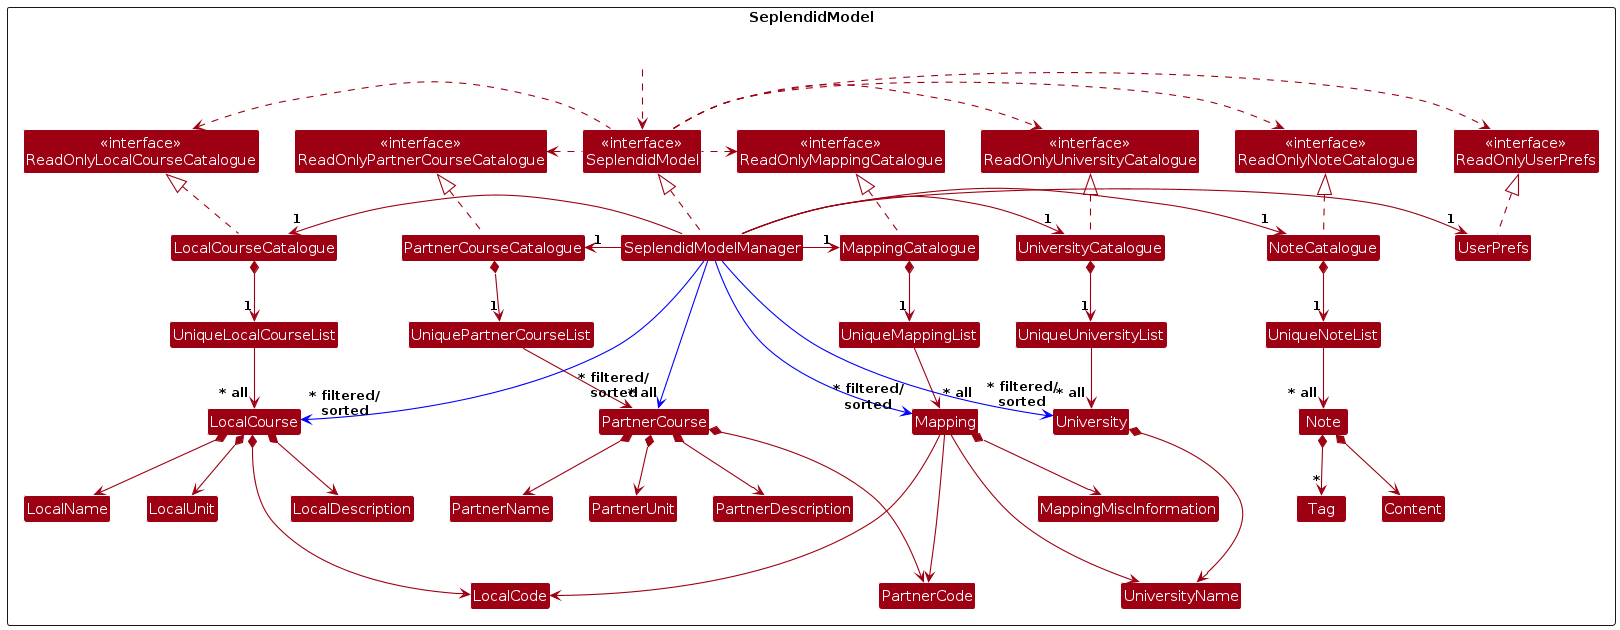 SeplendidModel
«interface»
ReadOnlyLocalCourseCatalogue
«interface»
ReadOnlyPartnerCourseCatalogue
«interface»
SeplendidModel
«interface»
ReadOnlyMappingCatalogue
«interface»
ReadOnlyUniversityCatalogue
«interface»
ReadOnlyNoteCatalogue
«interface»
ReadOnlyUserPrefs
1
1
1
1
1
1
LocalCourseCatalogue
PartnerCourseCatalogue
SeplendidModelManager
MappingCatalogue
UniversityCatalogue
NoteCatalogue
UserPrefs
1
1
1
1
1
UniqueLocalCourseList
UniquePartnerCourseList
UniqueMappingList
UniqueUniversityList
UniqueNoteList
* all
* filtered/
sorted
* filtered/
sorted
* all
* filtered/
sorted
* all
* filtered/
sorted
* all
* all
LocalCourse
PartnerCourse
Mapping
University
Note
*
LocalName
LocalUnit
LocalDescription
PartnerName
PartnerUnit
PartnerDescription
MappingMiscInformation
Tag
Content
LocalCode
PartnerCode
UniversityName